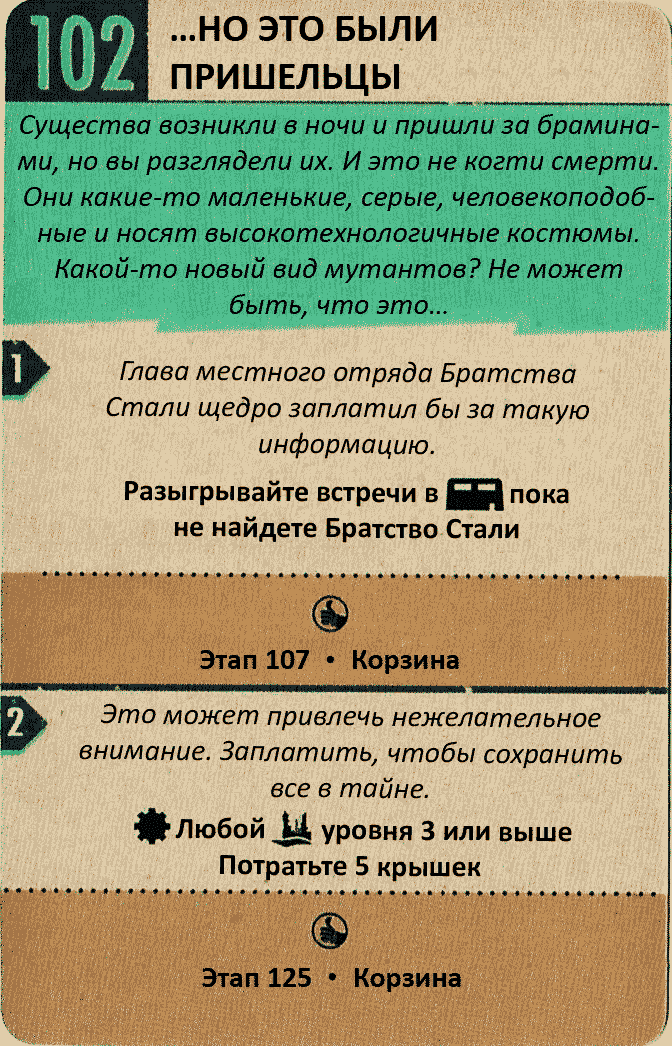 102
...НО ЭТО БЫЛИ
ПРИШЕЛЬЦЫ
Существа возникли в ночи и пришли за брамина-
ми, но вы разглядели их. И это не когти смерти.
Они какие-то маленькие, серые, человекоподоб-
ные и носят высокотехнологичные костюмы.
Какой-то новый вид мутантов? Не может
быть, что это...
1
Глава местного отряда Братства
Стали щедро заплатил бы за такую
информацию.
Разыгрывайте встречи в пока
не найдете Братство Стали
Этап 107 • Корзина
2
Это может привлечь нежелательное
внимание. Заплатить, чтобы сохранить
все в тайне.
Любой уровня 3 или выше
Потратьте 5 крышек
Этап 125 • Корзина